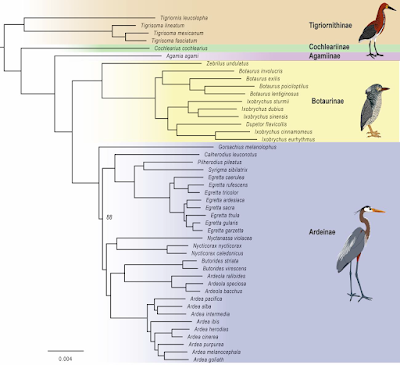 Tigriornis leucolopha
Tigrisoma lineatum
Tigrisoma mexicanum
Tigrisoma fasciatum
Tigriornithinae
Cochlearius cochlearius
Cochleariinae
Agamia agami
Agamiinae
Zebrilus undulatus
Botaurus involucris
Botaurus exilis
Botaurus poiciloptilus
Botaurus lentiginosus
Ixobrychus sturmii
Ixobrychus dubius
Ixobrychus sinensis
Dupetor flavicollis
Ixobrychus cinnamomeus
Ixobrychus eurhythmus
Botaurinae
Gorsachius melanolophus
Calherodius leuconotus
Pilherodius pileatus
Syrigma sibilatrix
Egretta caerulea
Egretta rufescens
Egretta tricolor
Egretta ardesiaca
Egretta sacra
Egretta thula
Egretta gularis
Egretta garzetta
Nyctanassa violacea
Nycticorax nycticorax
Nycticorax caledonicus
Butorides striata
Butorides virescens
Ardeola ralloides
Ardeola speciosa
Ardeola bacchus
Ardea pacifica
Ardea alba
Ardea intermedia
Ardea ibis
Ardea herodias
Ardea cinerea
Ardea purpurea
Ardea melanocephala
Ardea goliath
Ardeinae
88
0.004